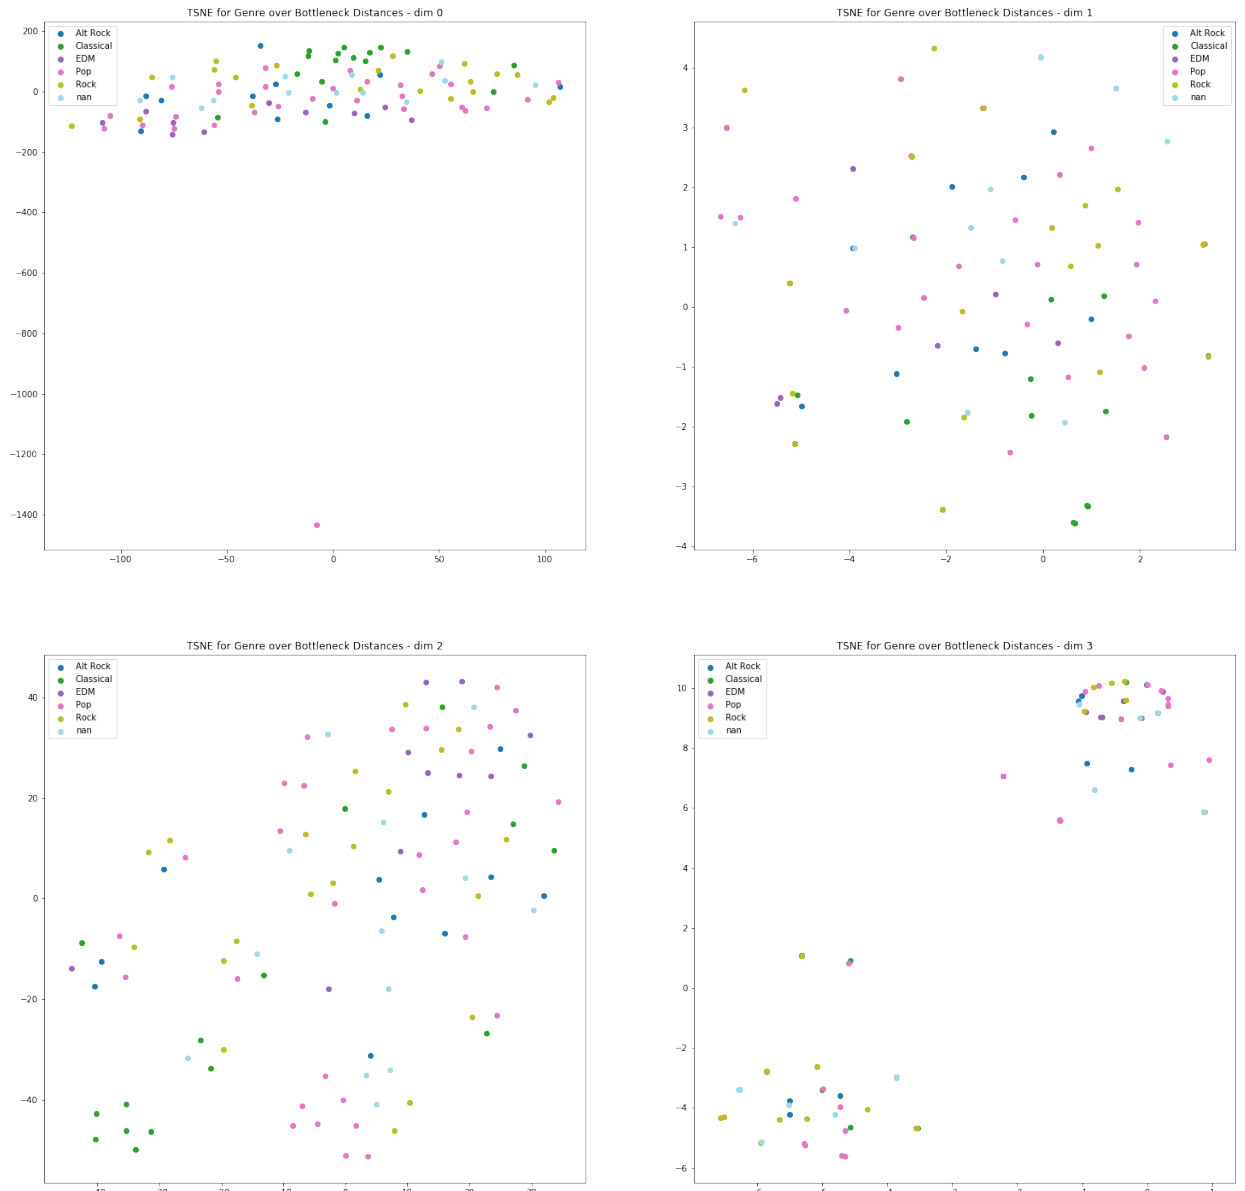 TSNE for Genre over Bottleneck Distances - dim 0
Alt Rock
Classical
EDM
Pop
Rock
nan
200
0
−200
−400
−600
−800
−1000
−1200
−1400
−100
−50
0
50
100
TSNE for Genre over Bottleneck Distances - dim 1
Alt Rock
Classical
EDM
Pop
Rock
nan
4
3
2
1
0
−1
−2
−3
−4
−6
−4
−2
0
2
TSNE for Genre over Bottleneck Distances - dim 2
Alt Rock
Classical
EDM
Pop
Rock
nan
40
20
0
−20
−40
TSNE for Genre over Bottleneck Distances - dim 3
Alt Rock
Classical
EDM
Pop
Rock
nan
10
8
6
4
2
0
−2
−4
−6